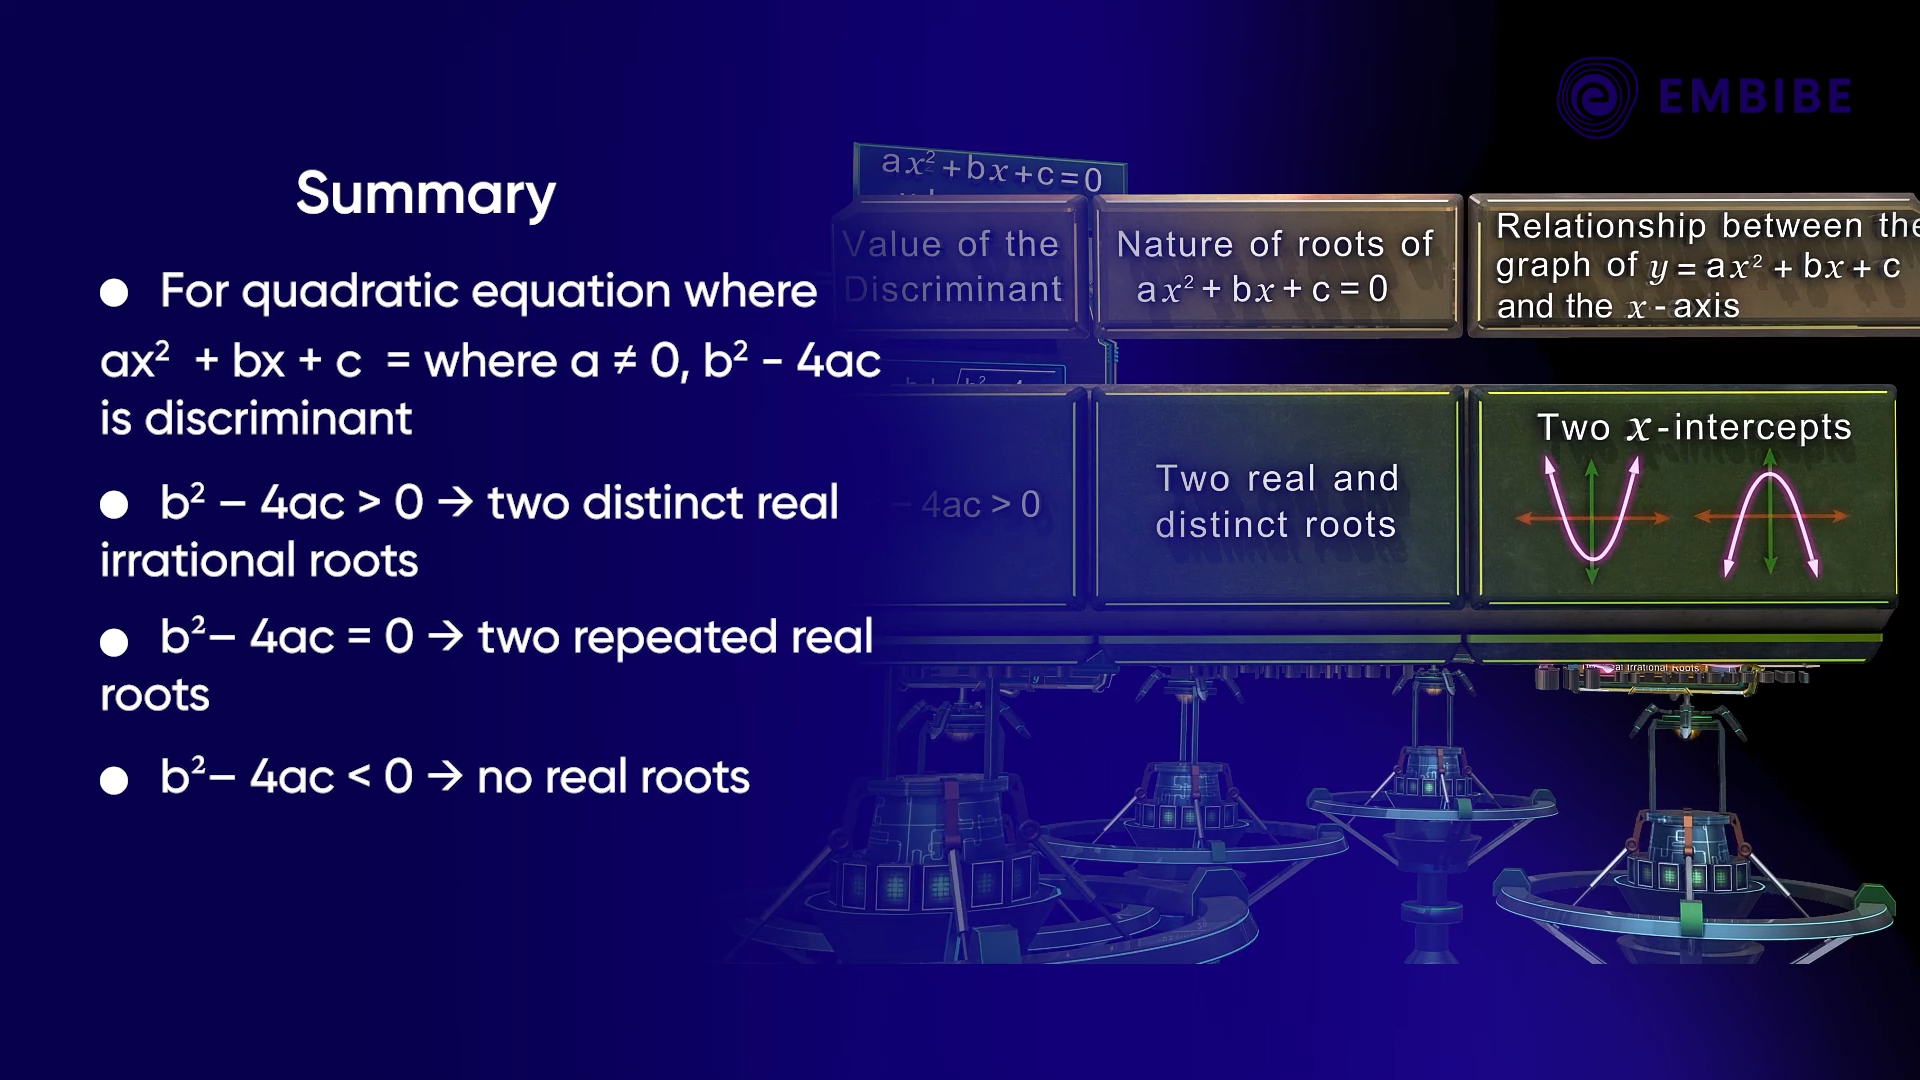 EMBIBE
Summary
● For quadratic equation where
ax² + bx + c = where a ≠ 0, b² - 4ac
is discriminant
● b² – 4ac > 0 → two distinct real
irrational roots
● b²– 4ac = 0 → two repeated real
roots
● b²– 4ac < 0 → no real roots
ax²+bx+c=0
Value of the
Discriminant
Nature of roots of
ax² + bx + c = 0
Relationship between the
graph of y = ax² + bx + c
and the x-axis
– 4ac > 0
Two real and
distinct roots
Two x-intercepts
Irrational Roots